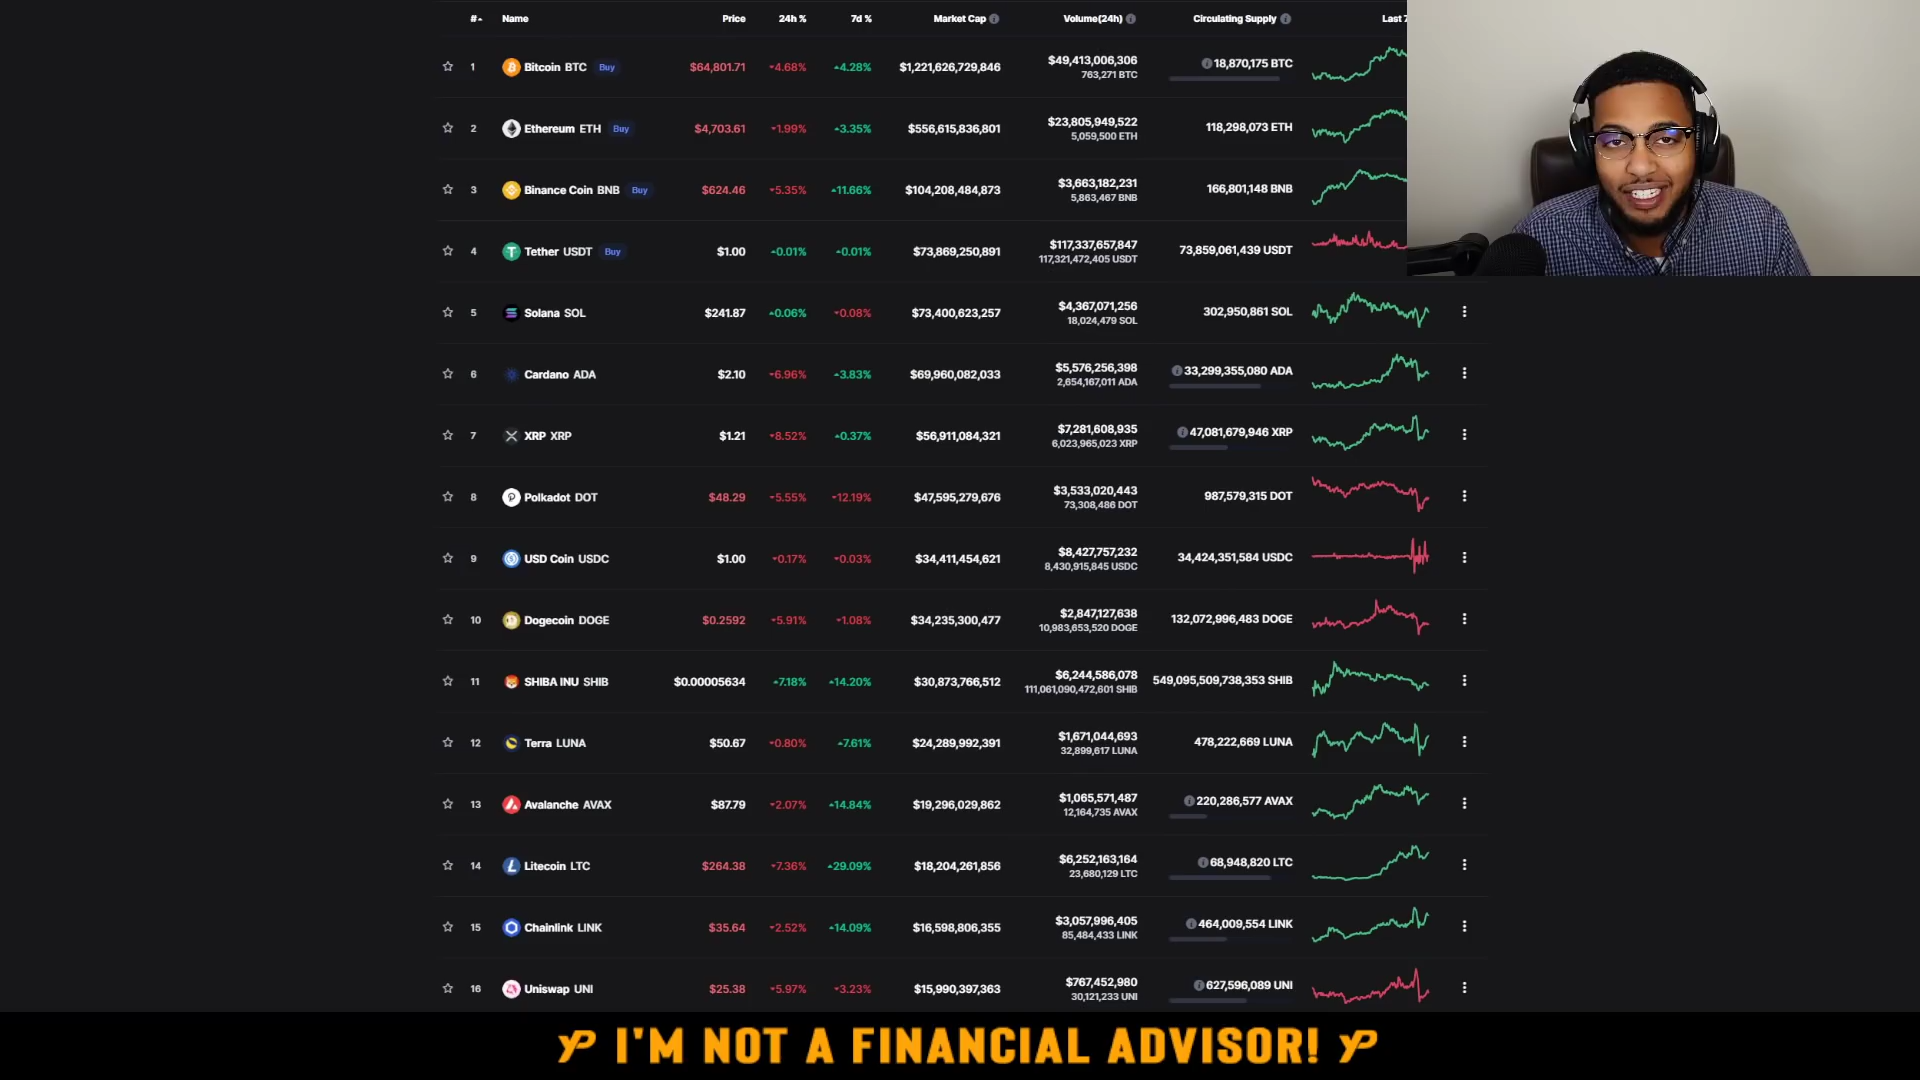 # Name Price 24h % 7d % Market Cap Volume(24h) Circulating Supply Last 7
1 Bitcoin BTC Buy $64,801.71 4.68% 4.28% $1,221,626,729,846 $49,413,006,306 18,870,175 BTC
763,271 BTC
2 Ethereum ETH Buy $4,703.61 1.99% 3.35% $556,615,836,801 $23,805,949,522 118,298,073 ETH
5,059,500 ETH
3 Binance Coin BNB Buy $624.46 5.35% 11.66% $104,208,484,873 $3,663,182,231 166,801,148 BNB
5,863,467 BNB
4 Tether USDT Buy $1.00 0.01% 0.01% $73,869,250,891 $117,337,657,847 73,859,061,439 USDT
117,321,472,405 USDT
5 Solana SOL $241.87 0.06% 0.08% $73,400,623,257 $4,367,071,256 302,950,861 SOL
18,024,479 SOL
6 Cardano ADA $2.10 6.96% 3.83% $69,960,082,033 $5,576,256,398 33,299,355,080 ADA
2,654,167,011 ADA
7 XRP XRP $1.21 8.52% 0.37% $56,911,084,321 $7,281,608,935 47,081,679,946 XRP
6,023,965,023 XRP
8 Polkadot DOT $48.29 5.55% 12.19% $47,595,279,676 $3,533,020,443 987,579,315 DOT
73,308,486 DOT
9 USD Coin USDC $1.00 0.17% 0.03% $34,411,454,621 $8,427,757,232 34,424,351,584 USDC
8,430,915,845 USDC
10 Dogecoin DOGE $0.2592 5.91% 1.08% $34,235,300,477 $2,847,127,638 132,072,996,483 DOGE
10,983,653,520 DOGE
11 SHIBA INU SHIB $0.00005634 7.18% 14.20% $30,873,766,512 $6,244,586,078 549,095,509,738,353 SHIB
111,061,090,472,601 SHIB
12 Terra LUNA $50.67 0.80% 7.61% $24,289,992,391 $1,671,044,693 478,222,669 LUNA
32,899,617 LUNA
13 Avalanche AVAX $87.79 2.07% 14.84% $19,296,029,862 $1,065,571,487 220,286,577 AVAX
12,164,735 AVAX
14 Litecoin LTC $264.38 7.36% 29.09% $18,204,261,856 $6,252,163,164 68,948,820 LTC
23,680,129 LTC
15 Chainlink LINK $35.64 2.52% 14.09% $16,598,806,355 $3,057,996,405 464,009,554 LINK
85,484,433 LINK
16 Uniswap UNI $25.38 5.97% 3.23% $15,990,397,363 $767,452,980 627,596,089 UNI
30,121,233 UNI
YP I'M NOT A FINANCIAL ADVISOR! YP